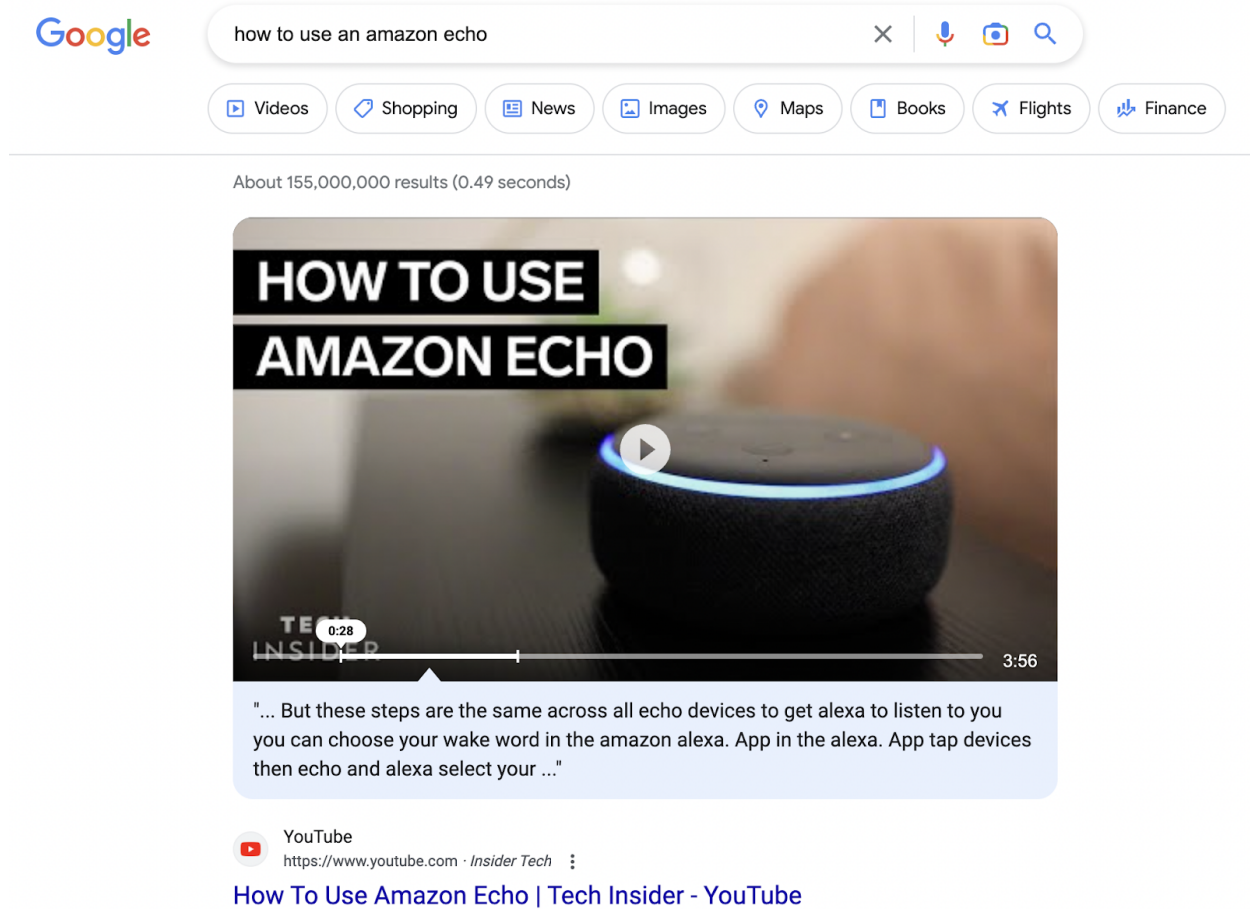 Google
how to use an amazon echo
Videos
Shopping
News
Images
Maps
Books
Flights
Finance
About 155,000,000 results (0.49 seconds)
HOW TO USE
AMAZON ECHO
0:28
INSIDER
3:56
"... But these steps are the same across all echo devices to get alexa to listen to you
you can choose your wake word in the amazon alexa. App in the alexa. App tap devices
then echo and alexa select your ..."
YouTube
https://www.youtube.com · Insider Tech
How To Use Amazon Echo | Tech Insider - YouTube